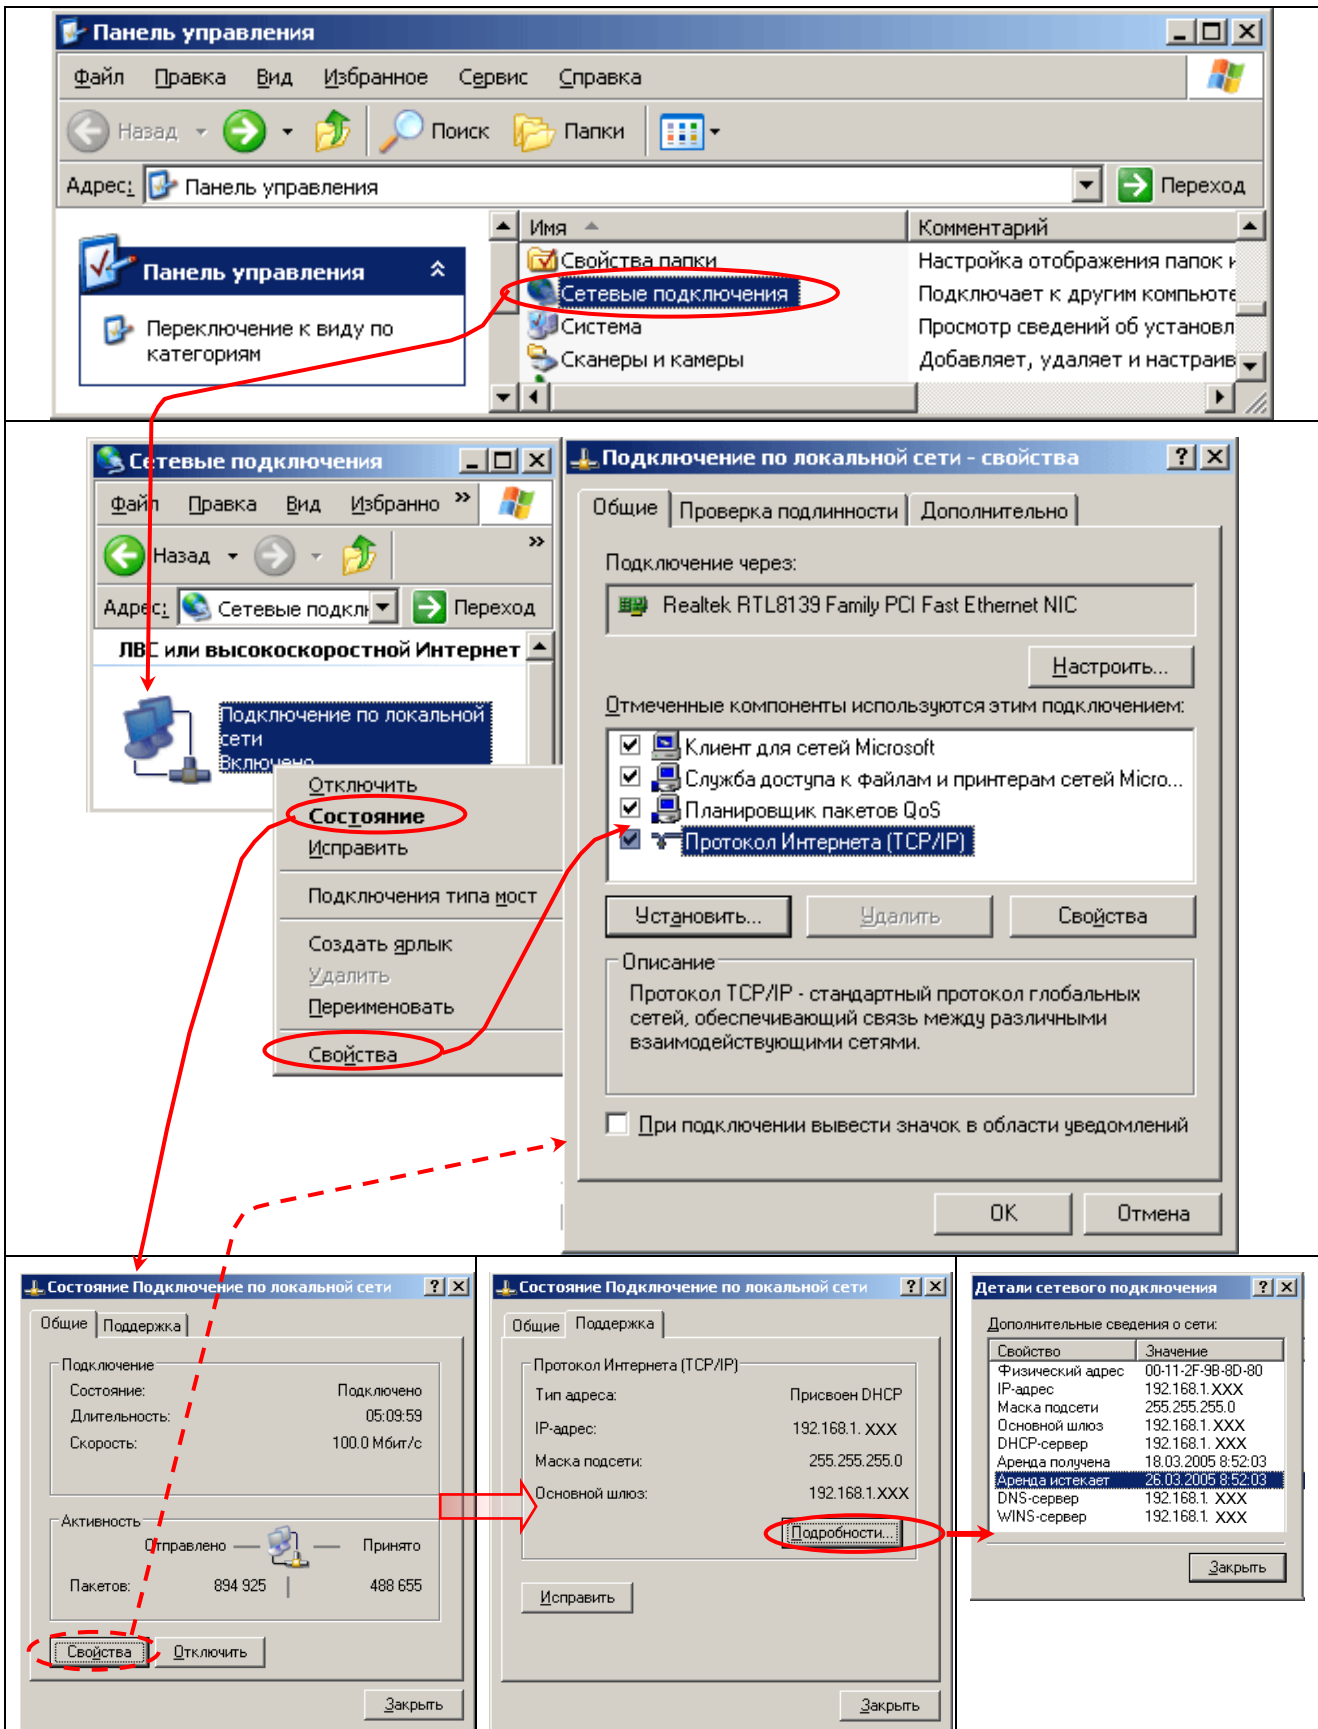 Панель управления
Файл Правка Вид Избранное Сервис Справка
Назад Поиск Папки
Адрес: Панель управления Переход
Имя Комментарий
Панель управления
Переключение к виду по
категориям
Свойства папки Настройка отображения папок и
Сетевые подключения Подключает к другим компьюте
Система Просмотр сведений об установл
Сканеры и камеры Добавляет, удаляет и настраив
Сетевые подключения
Файл Правка Вид Избранно »
Назад »
Адрес: Сетевые подкл Переход
ЛВС или высокоскоростной Интернет
Подключение по локальной
сети
Включено
Отключить
Состояние
Исправить
Подключения типа мост
Создать ярлык
Удалить
Переименовать
Свойства
Подключение по локальной сети - свойства
Общие Проверка подлинности Дополнительно
Подключение через:
Realtek RTL8139 Family PCI Fast Ethernet NIC
Настроить...
Отмеченные компоненты используются этим подключением:
Клиент для сетей Microsoft
Служба доступа к файлам и принтерам сетей Micro...
Планировщик пакетов QoS
Протокол Интернета (TCP/IP)
Установить... Удалить Свойства
Описание
Протокол TCP/IP - стандартный протокол глобальных
сетей, обеспечивающий связь между различными
взаимодействующими сетями.
При подключении вывести значок в области уведомлений
OK Отмена
Состояние Подключение по локальной сети
Общие Поддержка
Подключение
Состояние: Подключено
Длительность: 05:09:59
Скорость: 100.0 Мбит/с
Активность
Отправлено — — Принято
Пакетов: 894 925 488 655
Свойства Отключить
Закрыть
Состояние Подключение по локальной сети
Общие Поддержка
Протокол Интернета (TCP/IP)
Тип адреса: Присвоен DHCP
IP-адрес: 192.168.1. XXX
Маска подсети: 255.255.255.0
Основной шлюз: 192.168.1.XXX
Подробности...
Исправить
Закрыть
Детали сетевого подключения
Дополнительные сведения о сети:
Свойство Значение
Физический адрес 00-11-2F-9B-8D-80
IP-адрес 192.168.1. XXX
Маска подсети 255.255.255.0
Основной шлюз 192.168.1. XXX
DHCP-сервер 192.168.1. XXX
Аренда получена 18.03.2005 8:52:03
Аренда истекает 26.03.2005 8:52:03
DNS-сервер 192.168.1. XXX
WINS-сервер 192.168.1. XXX
Закрыть